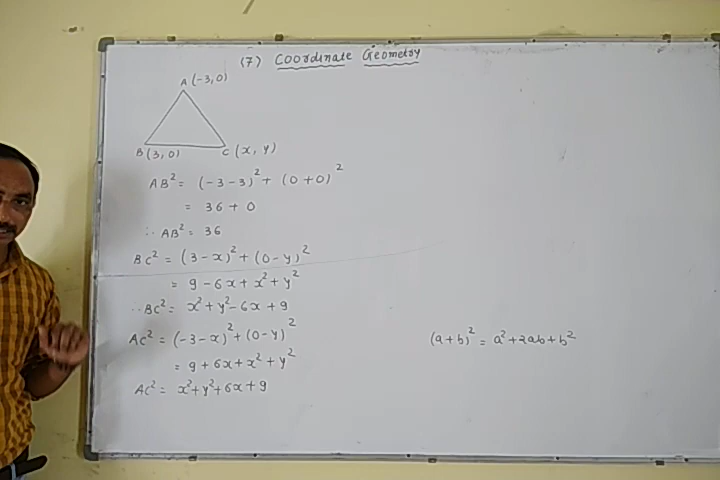 (7) Coordinate Geometry
A (-3,0)
B (3,0)
C (x, y)
AB² = (-3-3)² + (0+0)²
= 36 + 0
∴ AB² = 36
BC² = (3-x)² + (0-y)²
= 9 - 6x + x² + y²
∴ BC² = x² + y² - 6x + 9
AC² = (-3-x)² + (0-y)²
= 9 + 6x + x² + y²
AC² = x² + y² + 6x + 9
(a+b)² = a² + 2ab + b²